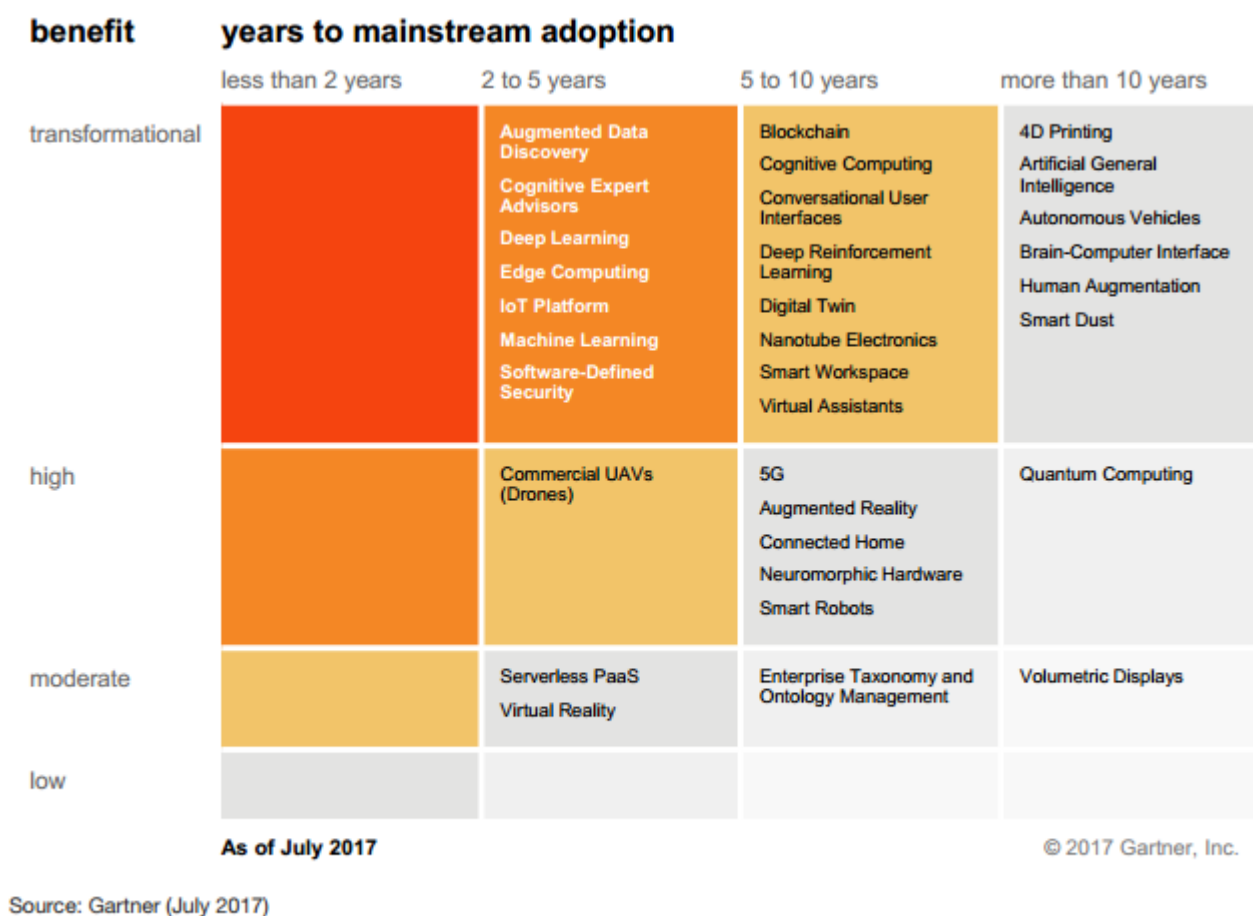 benefit years to mainstream adoption
less than 2 years 2 to 5 years 5 to 10 years more than 10 years
transformational
Augmented Data
Discovery
Cognitive Expert
Advisors
Deep Learning
Edge Computing
IoT Platform
Machine Learning
Software-Defined
Security
Blockchain
Cognitive Computing
Conversational User
Interfaces
Deep Reinforcement
Learning
Digital Twin
Nanotube Electronics
Smart Workspace
Virtual Assistants
4D Printing
Artificial General
Intelligence
Autonomous Vehicles
Brain-Computer Interface
Human Augmentation
Smart Dust
high
Commercial UAVs
(Drones)
5G
Augmented Reality
Connected Home
Neuromorphic Hardware
Smart Robots
Quantum Computing
moderate
Serverless PaaS
Virtual Reality
Enterprise Taxonomy and
Ontology Management
Volumetric Displays
low
As of July 2017
© 2017 Gartner, Inc.
Source: Gartner (July 2017)